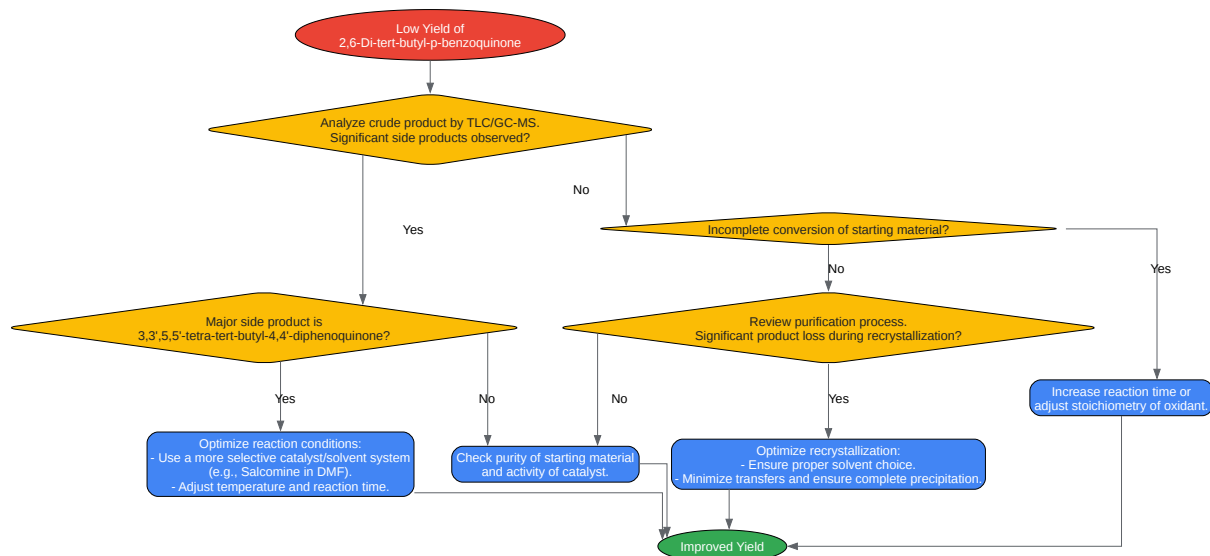 Low Yield of
2,6-Di-tert-butyl-p-benzoquinone
Analyze crude product by TLC/GC-MS.
Significant side products observed?
No
Yes
Incomplete conversion of starting material?
No
Yes
Major side product is
3,3',5,5'-tetra-tert-butyl-4,4'-diphenoquinone?
Review purification process.
Significant product loss during recrystallization?
Yes
No
No
Yes
Increase reaction time or
adjust stoichiometry of oxidant.
Optimize reaction conditions:
- Use a more selective catalyst/solvent system
(e.g., Salcomine in DMF).
- Adjust temperature and reaction time.
Check purity of starting material
and activity of catalyst.
Optimize recrystallization:
- Ensure proper solvent choice.
- Minimize transfers and ensure complete precipitation.
Improved Yield